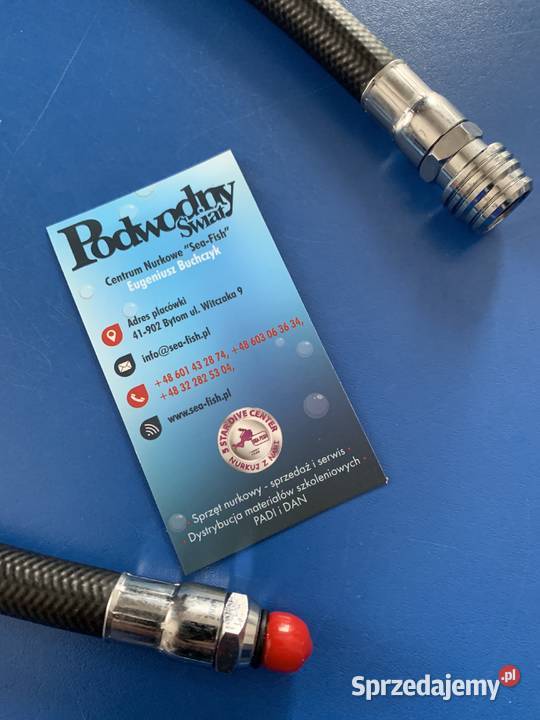 Podwodny
Świat
Centrum Nurkowe "Sea-Fish"
Eugeniusz Buchczyk
Adres placówki
41-902 Bytom ul. Witczaka 9
info@sea-fish.pl
+48 601 43 28 74, +48 603 06 36 34,
+48 32 282 53 04,
www.sea-fish.pl
5 STAR DIVE CENTER
NURKUJ Z NAMI
- Sprzęt nurkowy - sprzedaż i serwis -
- Dystrybucja materiałów szkoleniowych -
PADI i DAN
Sprzedajemy.pl